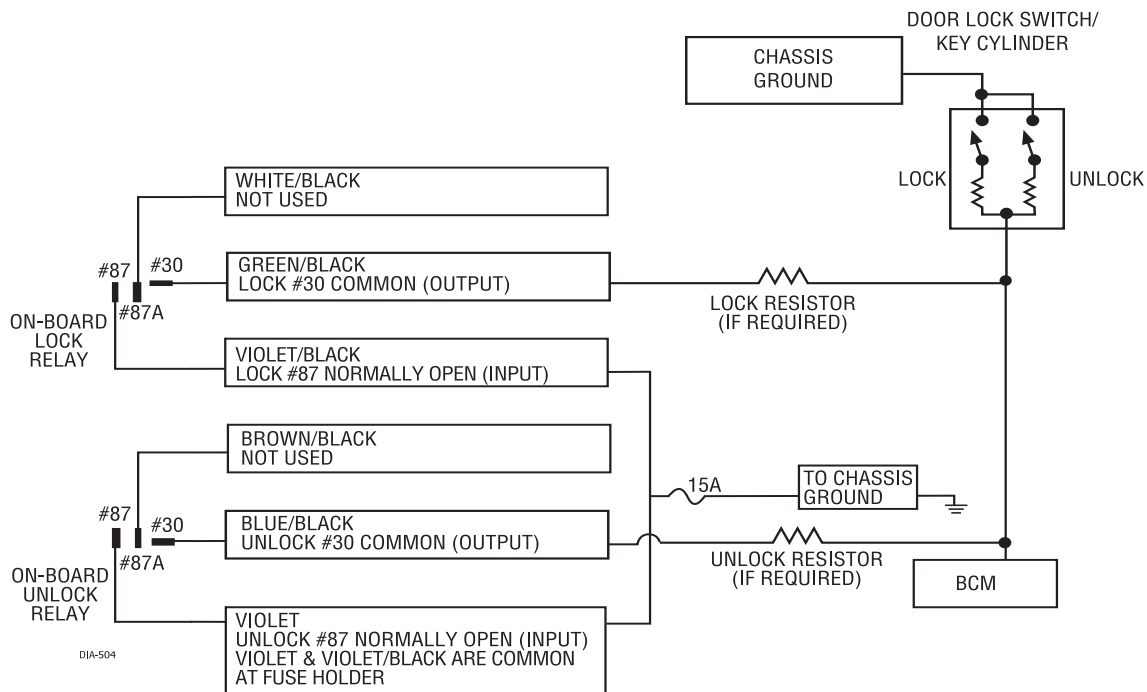 DOOR LOCK SWITCH/
KEY CYLINDER
CHASSIS
GROUND
LOCK
UNLOCK
WHITE/BLACK
NOT USED
#87
#30
#87A
GREEN/BLACK
LOCK #30 COMMON (OUTPUT)
LOCK RESISTOR
(IF REQUIRED)
ON-BOARD
LOCK
RELAY
VIOLET/BLACK
LOCK #87 NORMALLY OPEN (INPUT)
BROWN/BLACK
NOT USED
15A
TO CHASSIS
GROUND
#87
#30
#87A
BLUE/BLACK
UNLOCK #30 COMMON (OUTPUT)
UNLOCK RESISTOR
(IF REQUIRED)
BCM
ON-BOARD
UNLOCK
RELAY
VIOLET
UNLOCK #87 NORMALLY OPEN (INPUT)
VIOLET & VIOLET/BLACK ARE COMMON
AT FUSE HOLDER
DIA-504